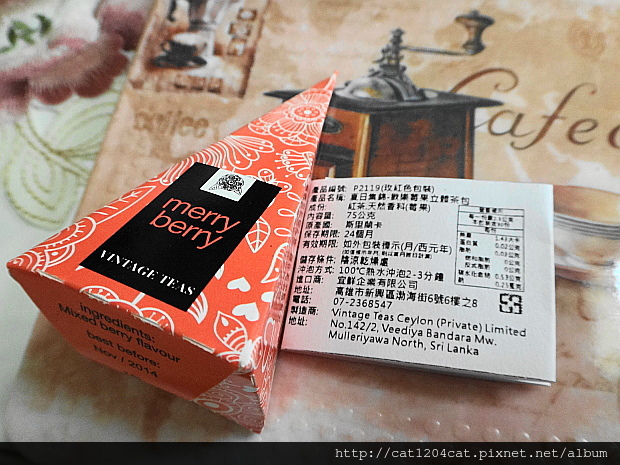 coffee
Cafe
merry
berry
VINTAGE TEAS
ingredients:
Mixed berry flavour
best before:
Nov / 2014
產品編號: P2119(玫紅色包裝)
產品名稱: 夏日集錦-歡樂莓果立體茶包
成份: 紅茶.天然香料(莓果)
內容量: 75公克
原產國: 斯里蘭卡
保存期限: 24個月
有效期限: 如外包裝標示(月/西元年)
儲存條件: 陰涼乾燥處
沖泡方式: 100℃熱水沖泡2-3分鐘
進口商: 宜鮮企業有限公司
地址: 高雄市新興區渤海街6號6樓之8
電話: 07-2368547
製造商: Vintage Teas Ceylon (Private) Limited
地址: No.142/2, Veediya Bandara Mw.
Mulleriyawa North, Sri Lanka
http://cat1204cat.pixnet.net/album